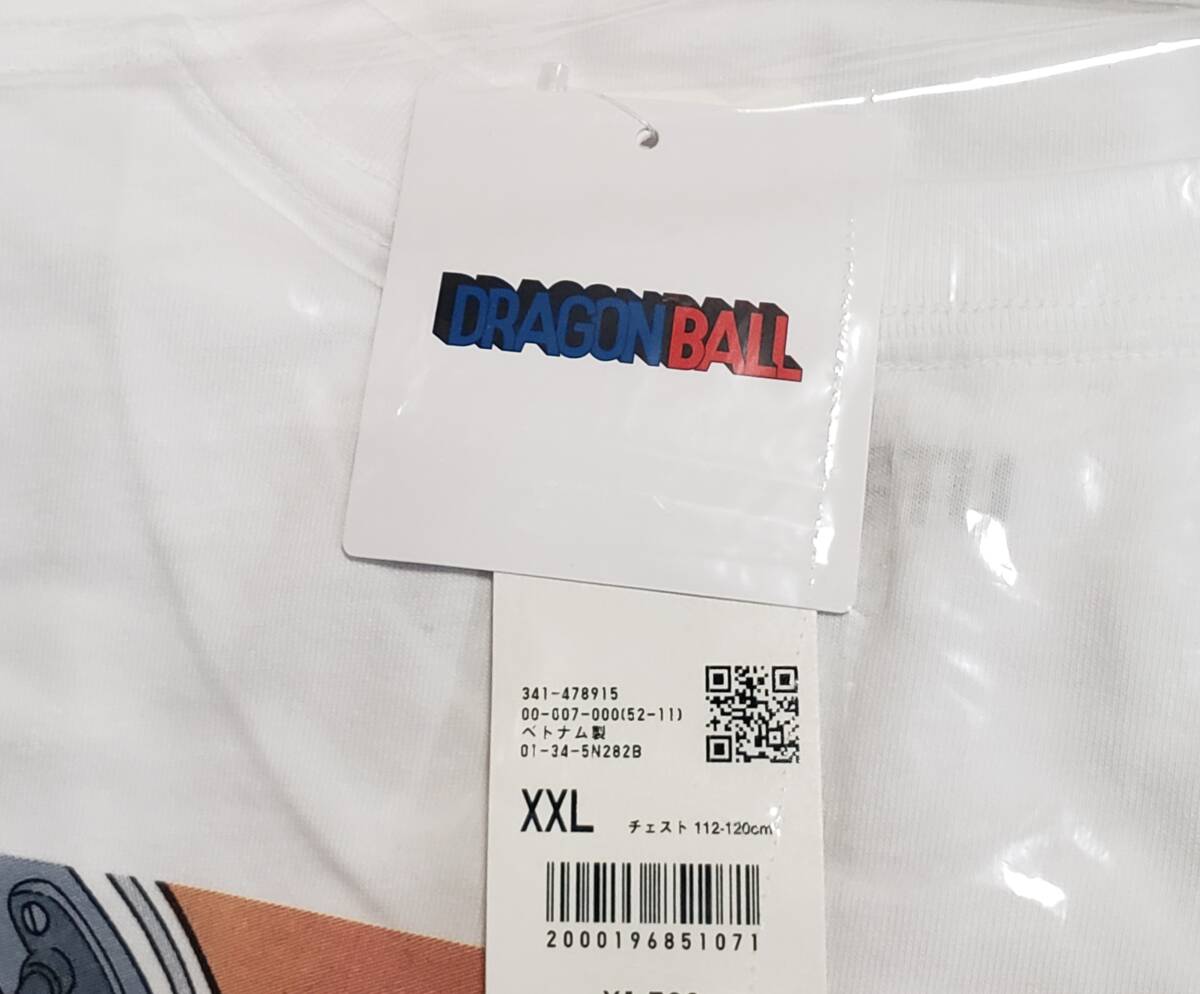 DRAGON BALL
341-478915
00-007-000(52-11)
ベトナム製
01-34-5N282B
XXL チェスト 112-120cm
2000196851071